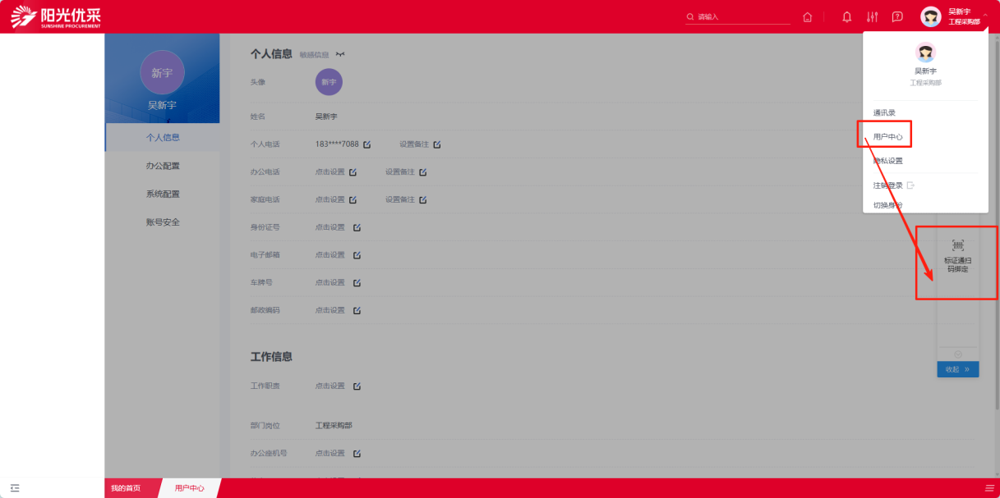 阳光优采
SUNSHINE PROCUREMENT
请输入
吴新宇
工程采购部
吴新宇
工程采购部
通讯录
用户中心
隐私设置
注销登录
切换身份
标证通扫
码绑定
收起
新宇
吴新宇
个人信息
办公配置
系统配置
账号安全
个人信息 敏感信息
头像 新宇
姓名 吴新宇
个人电话 183****7088 设置备注
办公电话 点击设置 设置备注
家庭电话 点击设置 设置备注
身份证号 点击设置
电子邮箱 点击设置
车牌号 点击设置
邮政编码 点击设置
工作信息
工作职责 点击设置
部门岗位 工程采购部
办公座机号 点击设置
我的首页 用户中心